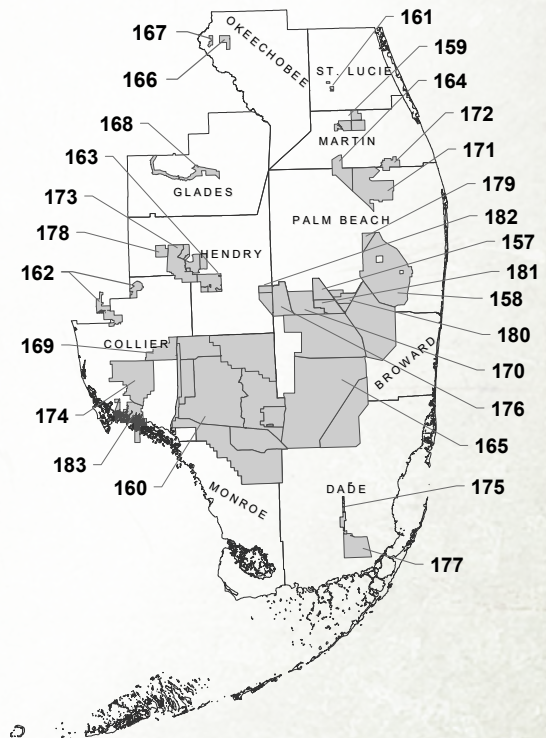 161
167
159
OKEECHOBEE
166
ST. LUCIE
164
172
168
MARTIN
171
163
GLADES
179
173
PALM BEACH
182
178
HENDRY
157
162
181
158
180
COLLIER
BROWARD
169
170
176
174
165
183
160
MONROE
DADE
175
177